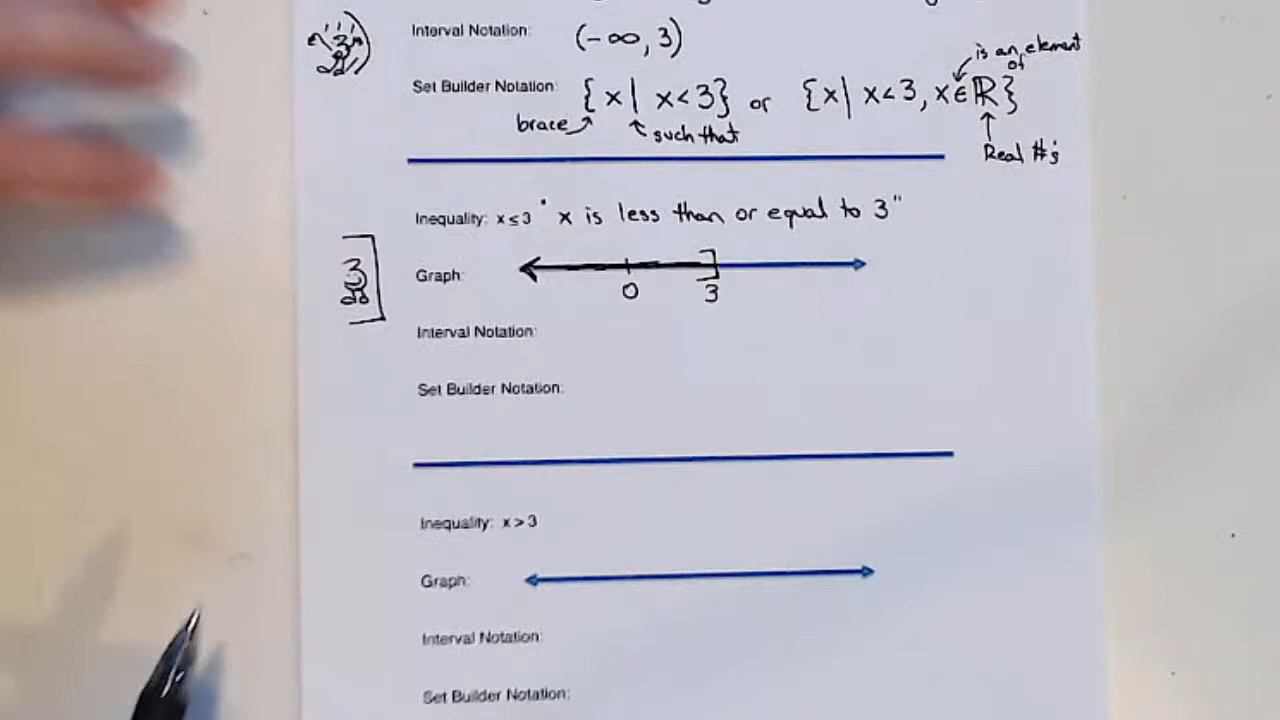 Interval Notation: (-∞, 3)
is an element of
Set Builder Notation: {x | x<3} or {x | x<3, x∈ℝ}
brace such that
Real #'s
Inequality: x ≤ 3 "x is less than or equal to 3"
3
Graph:
0 3
Interval Notation:
Set Builder Notation:
Inequality: x > 3
Graph:
Interval Notation:
Set Builder Notation: